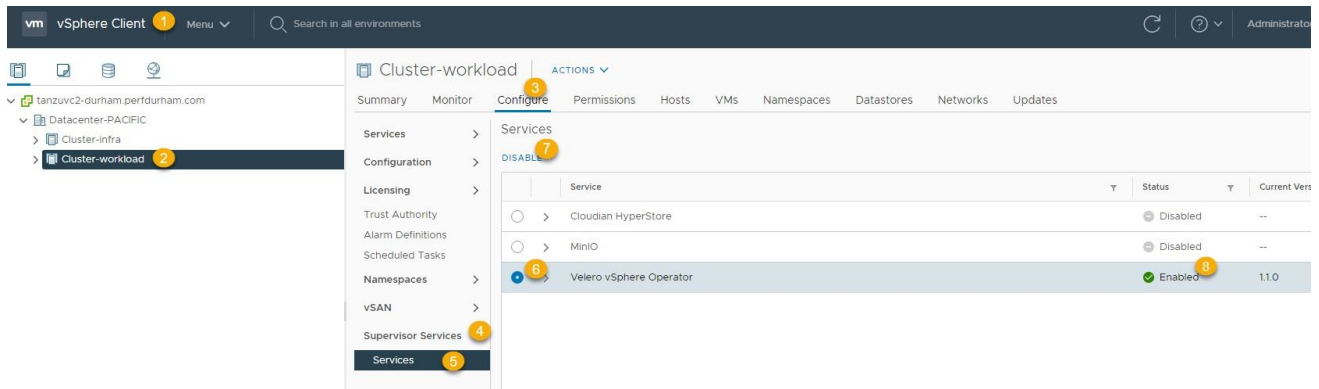 vm vSphere Client 1 Menu Search in all environments Administrato
Cluster-workload ACTIONS
3
Summary Monitor Configure Permissions Hosts VMs Namespaces Datastores Networks Updates
tanzuvc2-durham.perfdurham.com
Datacenter-PACIFIC
Cluster-infra
Cluster-workload 2
Services
Configuration
Licensing
Trust Authority
Alarm Definitions
Scheduled Tasks
Namespaces
vSAN
Supervisor Services 4
Services 5
Services
7
DISABLE
Service Status Current Vers
Cloudian HyperStore Disabled --
MinIO Disabled --
6 Velero vSphere Operator Enabled 8 1.1.0